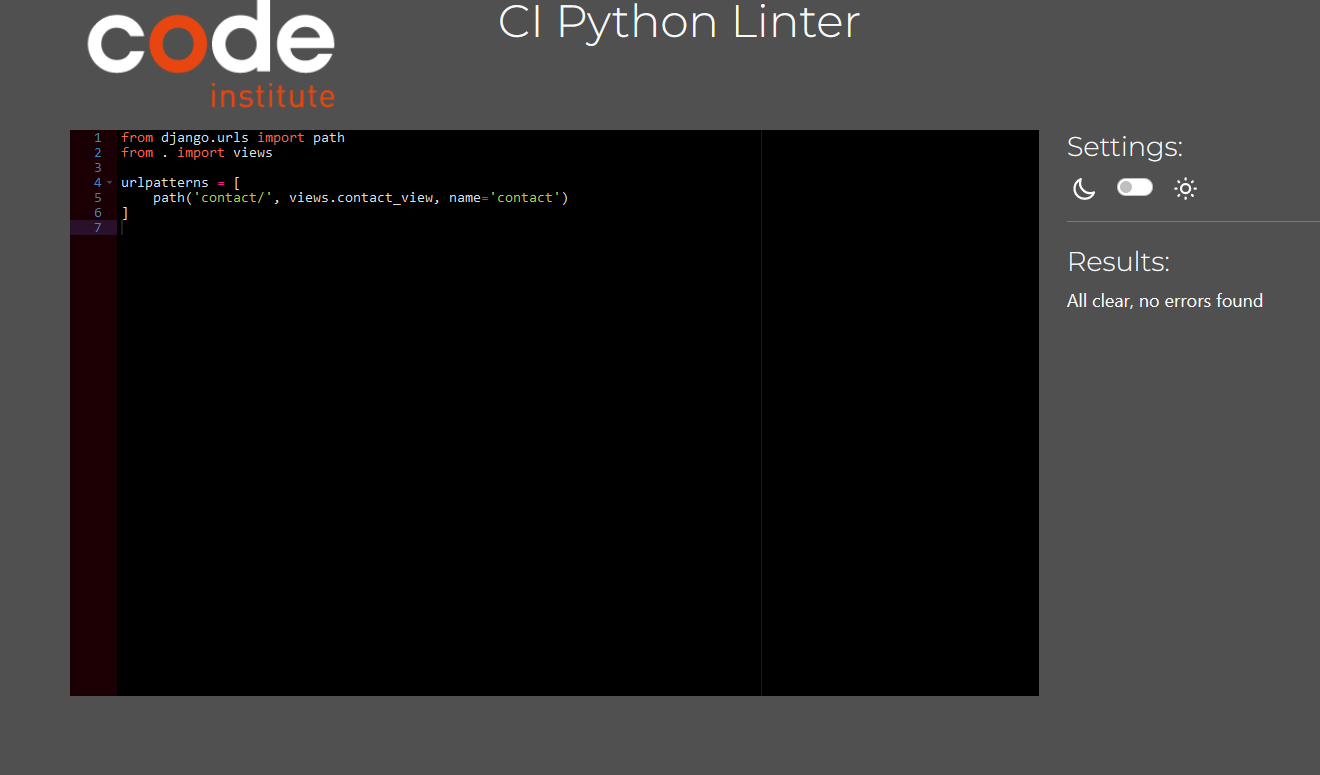 code
institute
CI Python Linter
1 from django.urls import path
2 from . import views
3
4 urlpatterns = [
5     path('contact/', views.contact_view, name='contact')
6 ]
7
Settings:
Results:
All clear, no errors found